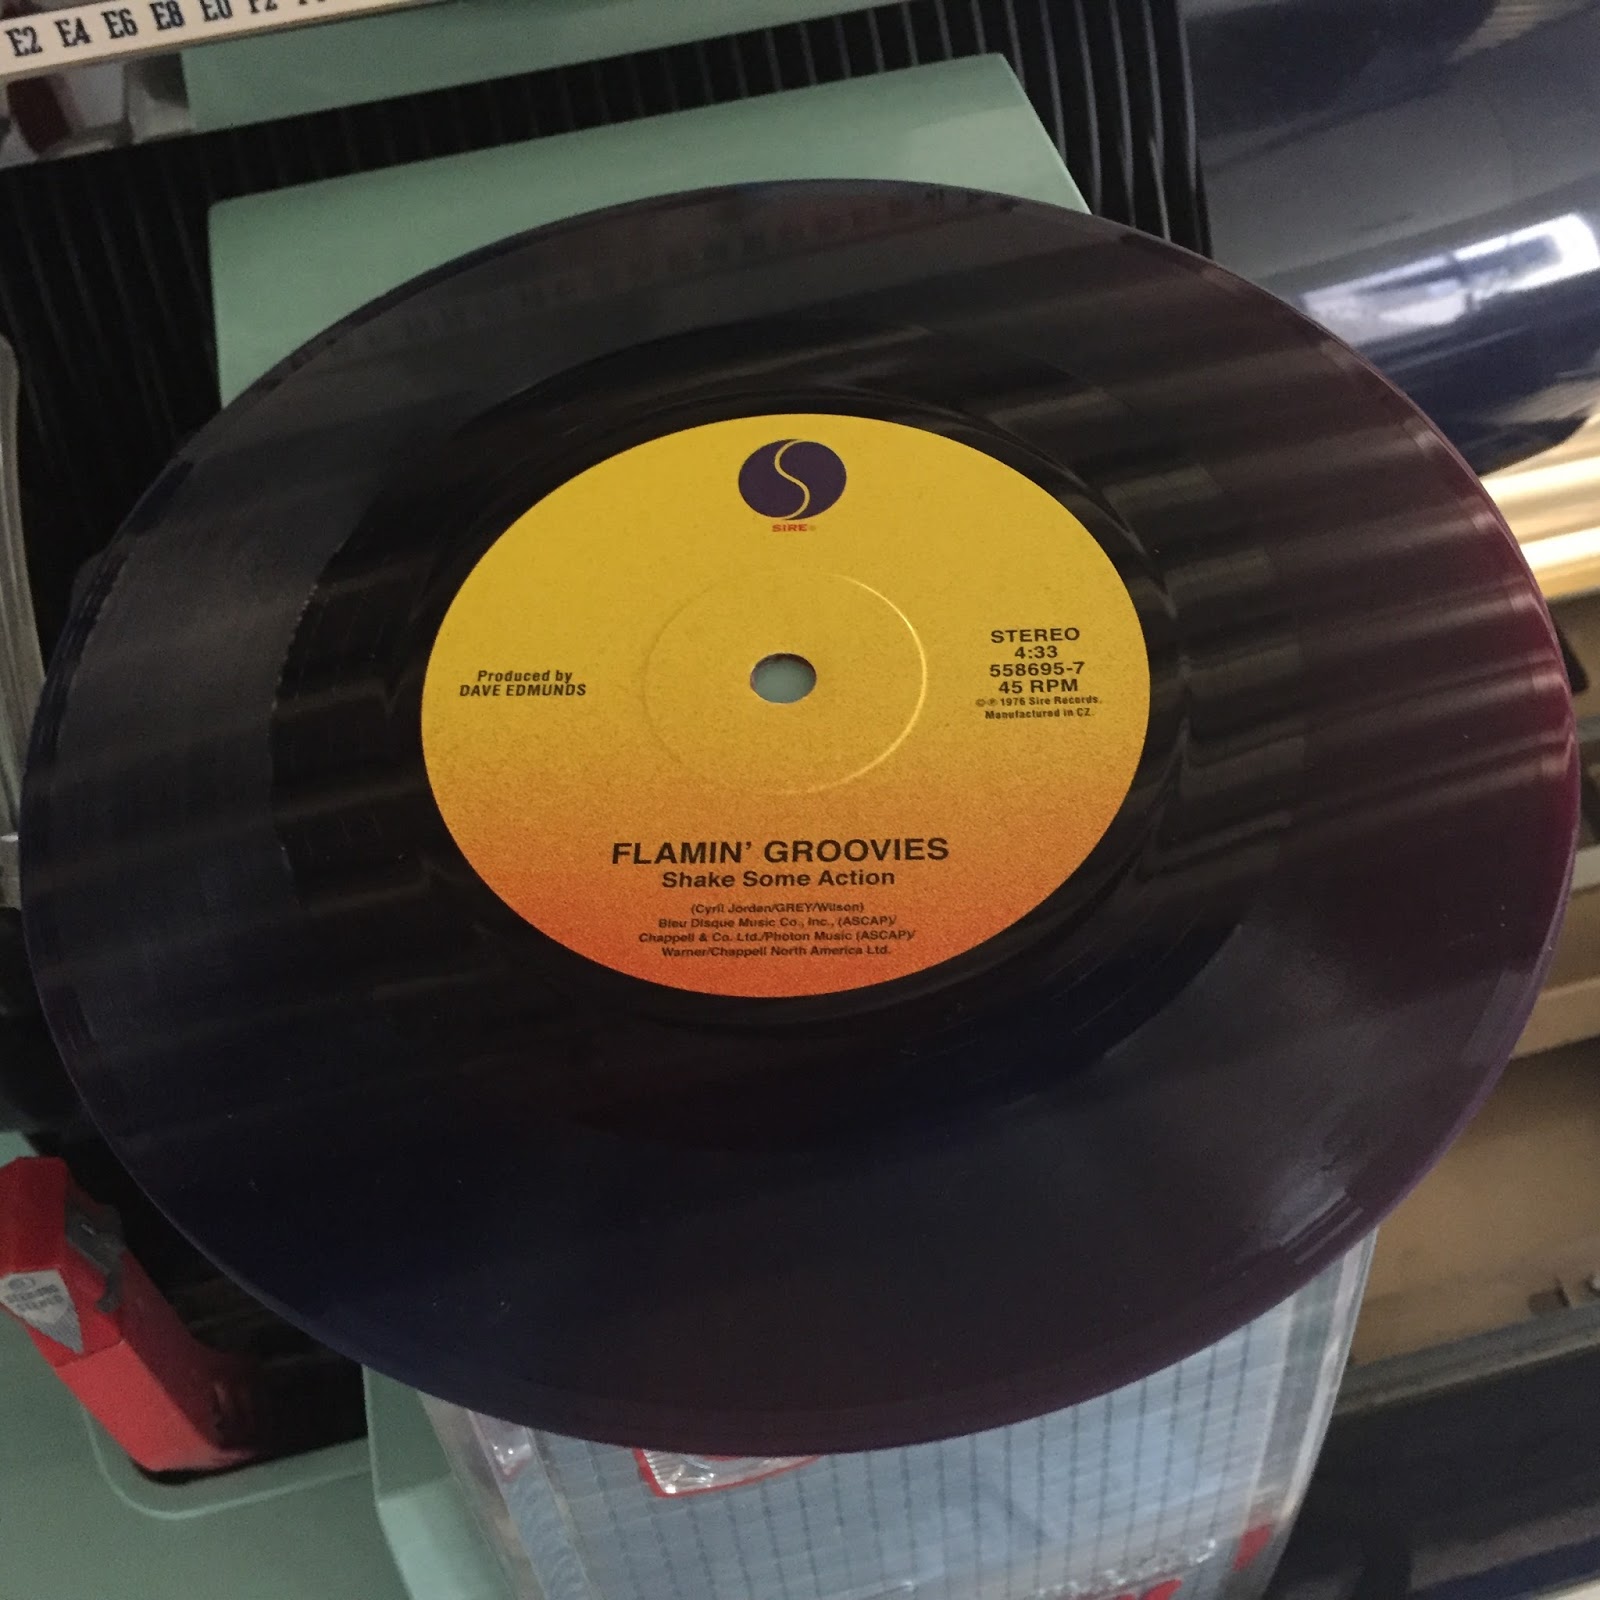 E2 E4 E6 E8
SIRE®
Produced by
DAVE EDMUNDS
STEREO
4:33
558695-7
45 RPM
©℗ 1976 Sire Records.
Manufactured in CZ.
FLAMIN' GROOVIES
Shake Some Action
(Cyril Jordan/GREY/Wilson)
Bleu Disque Music Co., Inc., (ASCAP)/
Chappell & Co. Ltd./Photon Music (ASCAP)/
Warner/Chappell North America Ltd.